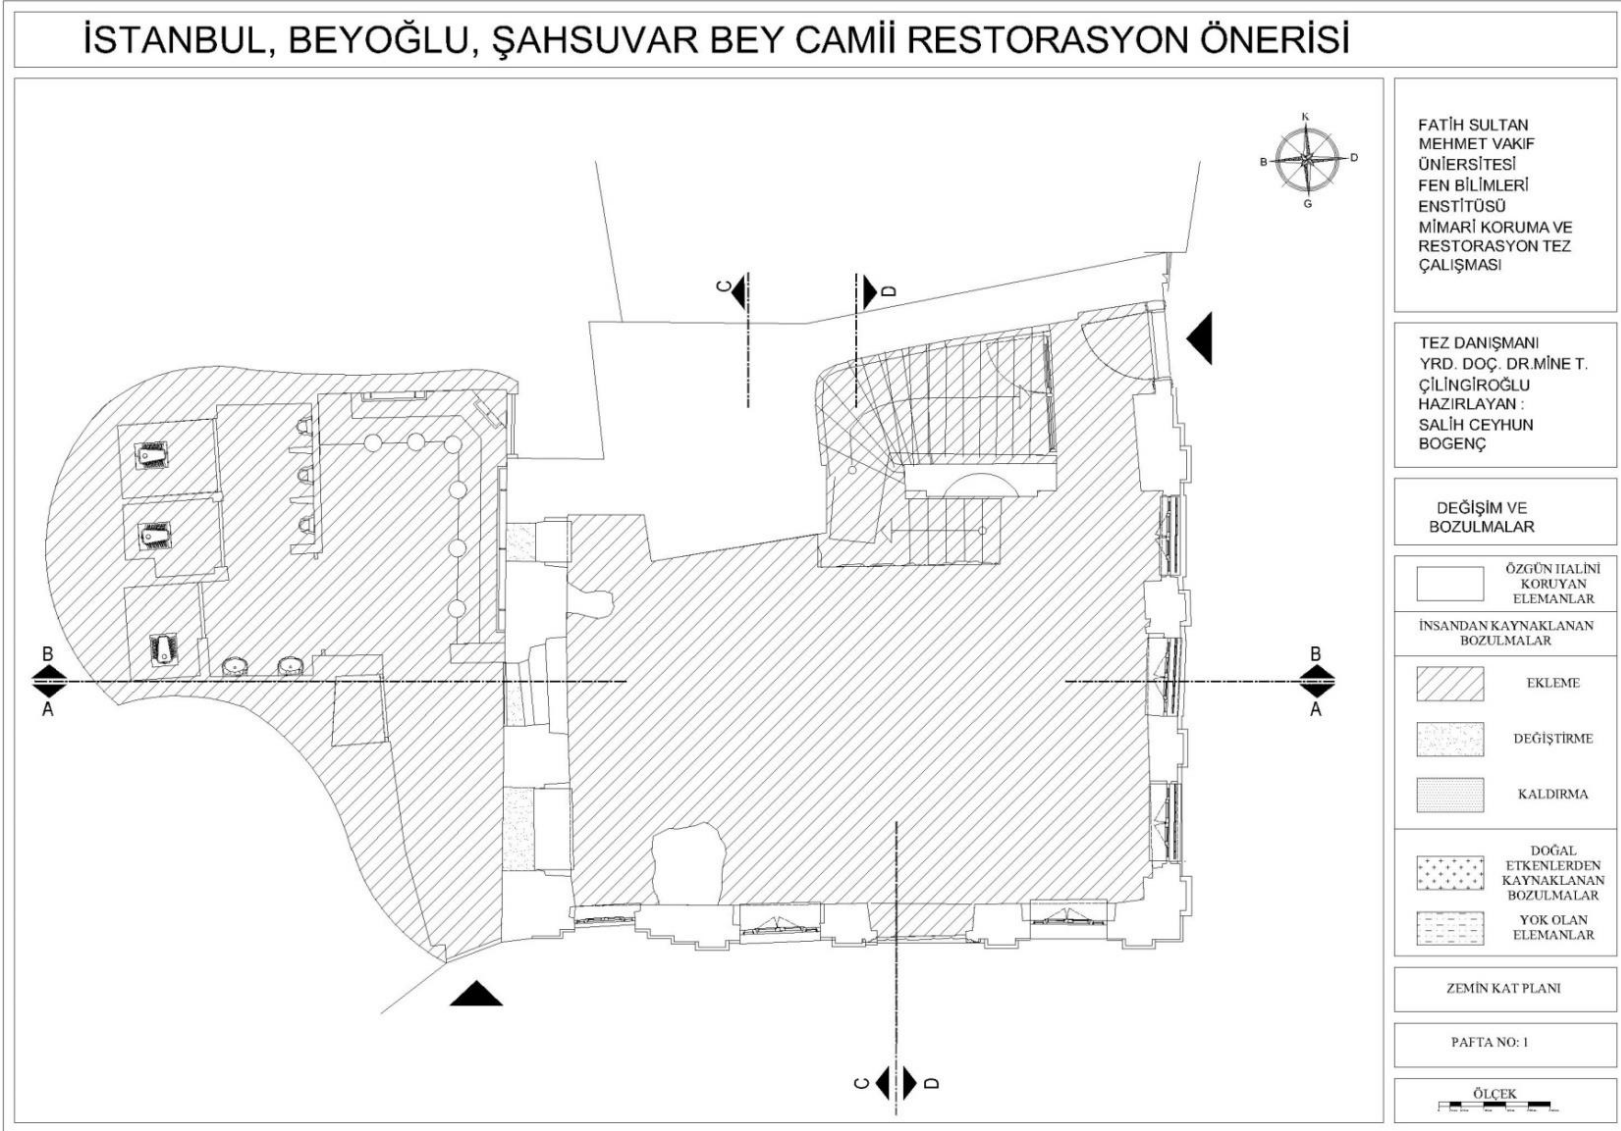 İSTANBUL, BEYOĞLU, ŞAHSUVAR BEY CAMİİ RESTORASYON ÖNERİSİ
K
B
D
G
C
D
B
A
B
A
C
D
FATİH SULTAN
MEHMET VAKIF
ÜNİERSİTESİ
FEN BİLİMLERİ
ENSTİTÜSÜ
MİMARİ KORUMA VE
RESTORASYON TEZ
ÇALIŞMASI
TEZ DANIŞMANI
YRD. DOÇ. DR.MİNE T.
ÇİLİNGİROĞLU
HAZIRLAYAN :
SALİH CEYHUN
BOGENÇ
DEĞİŞİM VE
BOZULMALAR
ÖZGÜN HALİNİ
KORUYAN
ELEMANLAR
İNSANDAN KAYNAKLANAN
BOZULMALAR
EKLEME
DEĞİŞTİRME
KALDIRMA
DOĞAL
ETKENLERDEN
KAYNAKLANAN
BOZULMALAR
YOK OLAN
ELEMANLAR
ZEMİN KAT PLANI
PAFTA NO: 1
ÖLÇEK